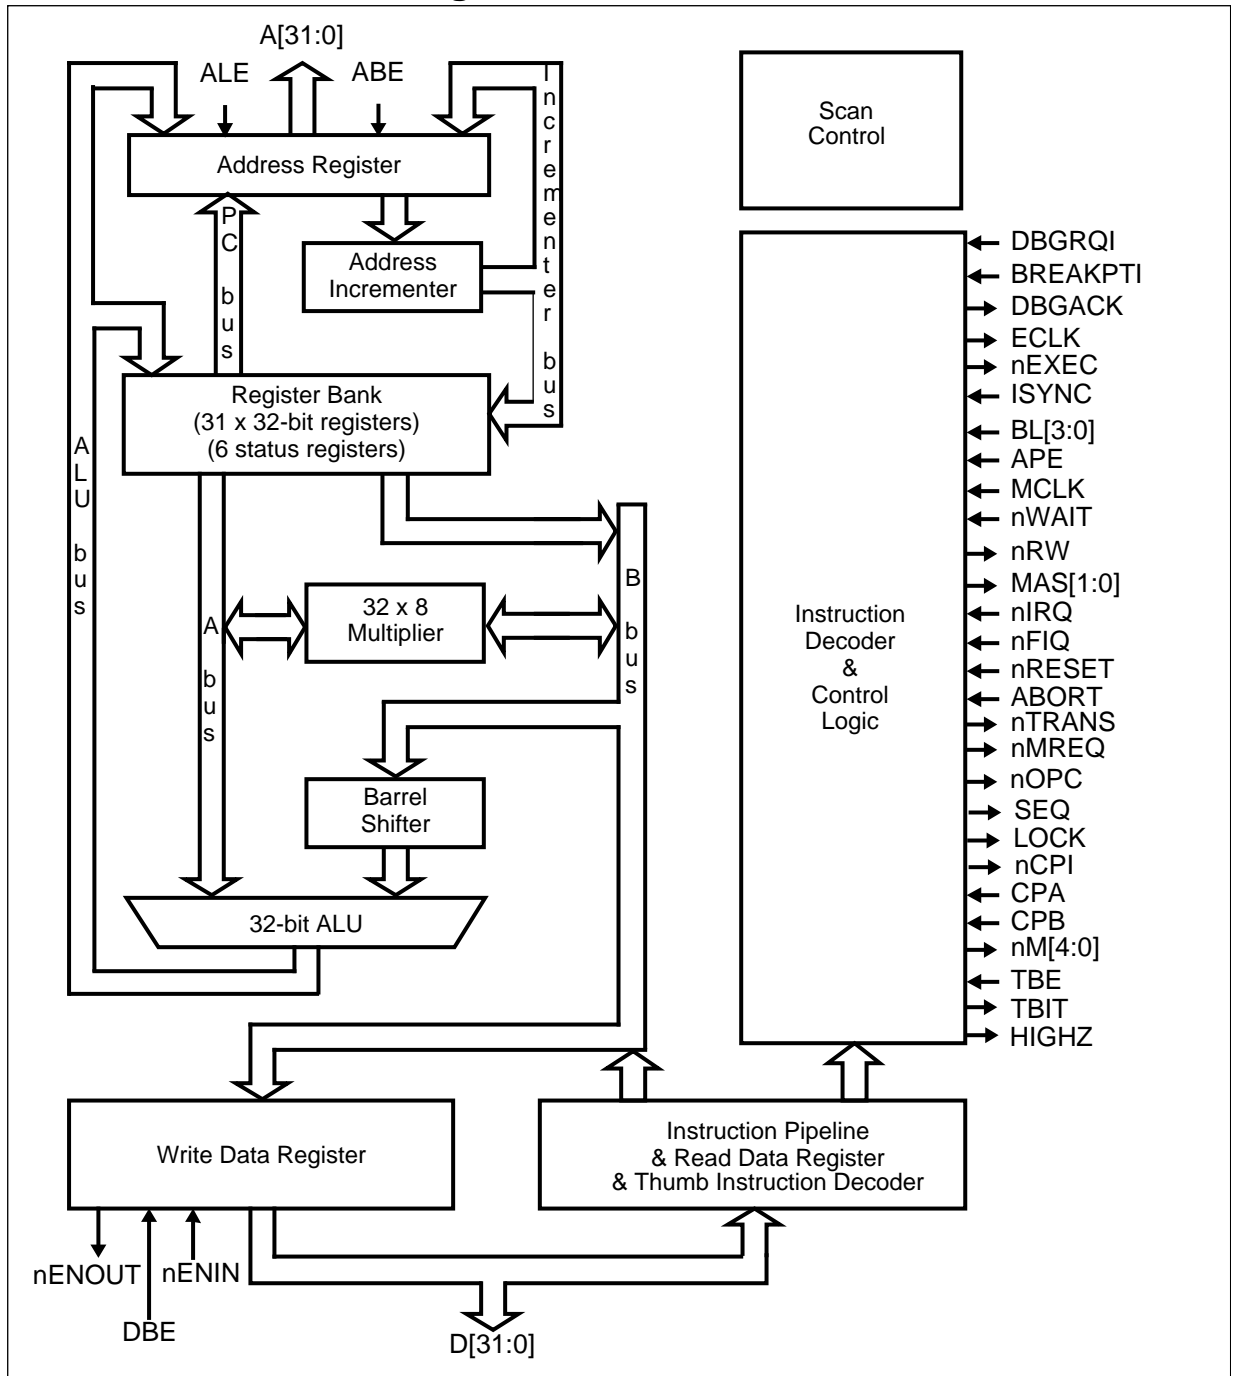 A[31:0]
ALE
ABE
Incrementer bus
Scan
Control
Address Register
PC bus
Address
Incrementer
Register Bank
(31 x 32-bit registers)
(6 status registers)
ALU bus
A bus
32 x 8
Multiplier
B bus
Barrel
Shifter
32-bit ALU
Instruction
Decoder
&
Control
Logic
DBGRQI
BREAKPTI
DBGACK
ECLK
nEXEC
ISYNC
BL[3:0]
APE
MCLK
nWAIT
nRW
MAS[1:0]
nIRQ
nFIQ
nRESET
ABORT
nTRANS
nMREQ
nOPC
SEQ
LOCK
nCPI
CPA
CPB
nM[4:0]
TBE
TBIT
HIGHZ
Write Data Register
Instruction Pipeline
& Read Data Register
& Thumb Instruction Decoder
nENOUT
nENIN
DBE
D[31:0]